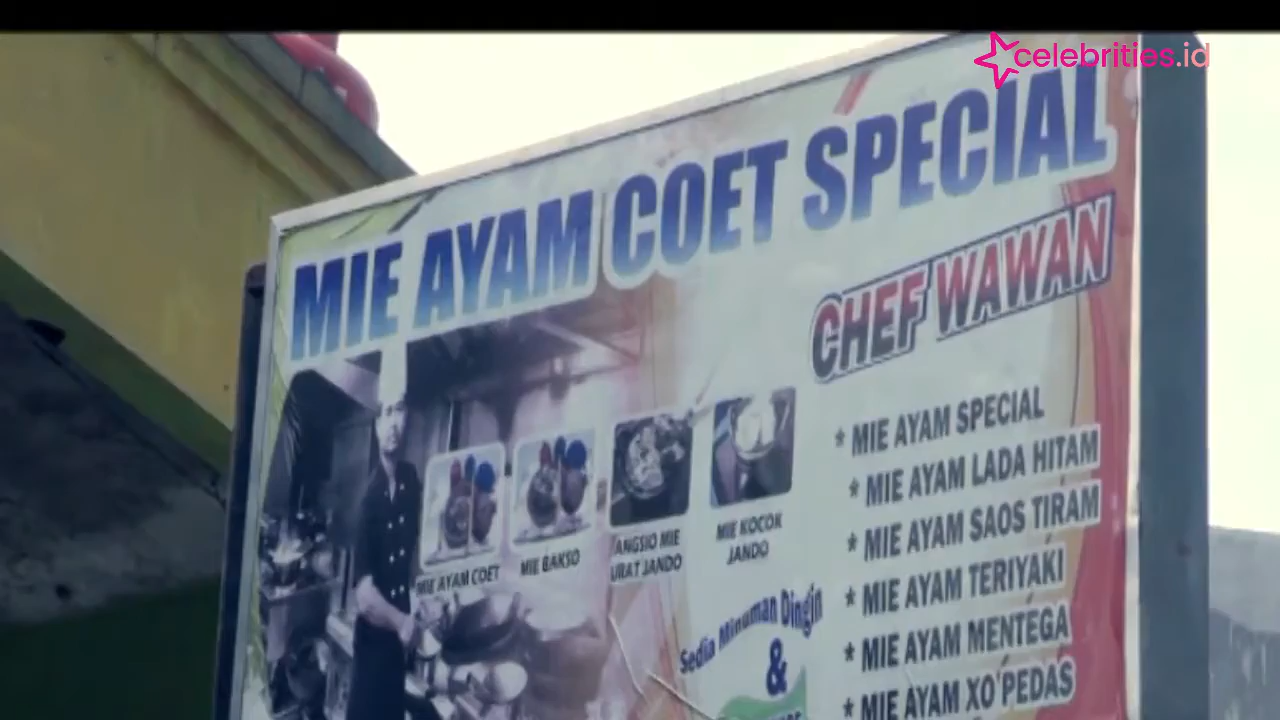 celebrities.id
MIE AYAM COET SPECIAL
CHEF WAWAN
* MIE AYAM SPECIAL
* MIE AYAM LADA HITAM
* MIE AYAM SAOS TIRAM
* MIE AYAM TERIYAKI
* MIE AYAM MENTEGA
* MIE AYAM XO PEDAS
MIE AYAM COET
MIE BAKSO
ANGSIO MIE
URAT JANDO
MIE KOCOK
JANDO
Sedia Minuman Dingin
&